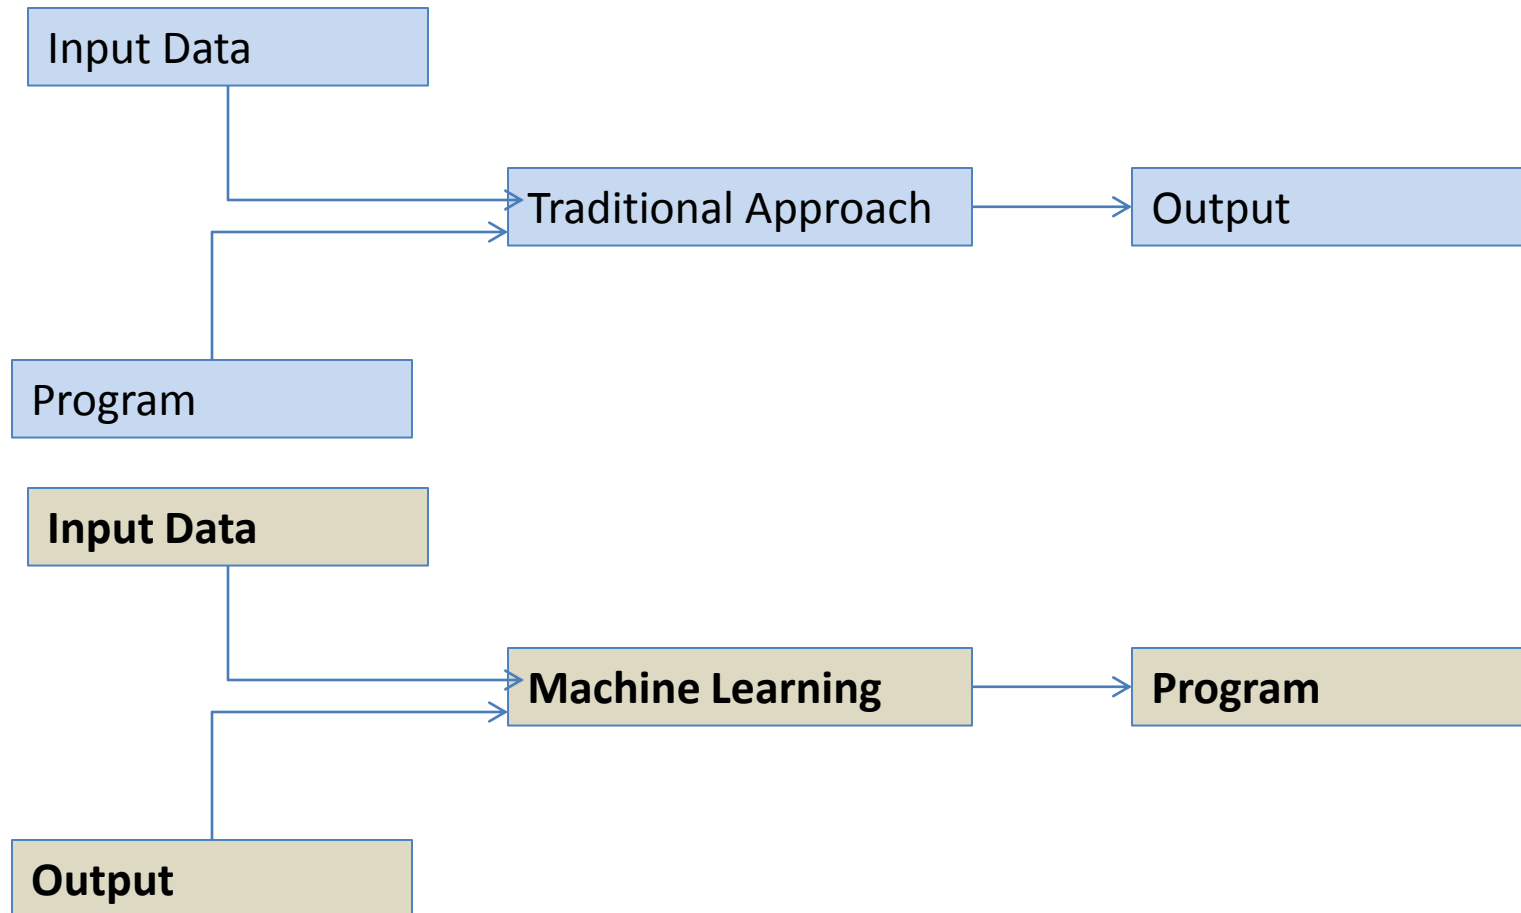 Input Data
Traditional Approach
Output
Program
Input Data
Machine Learning
Program
Output